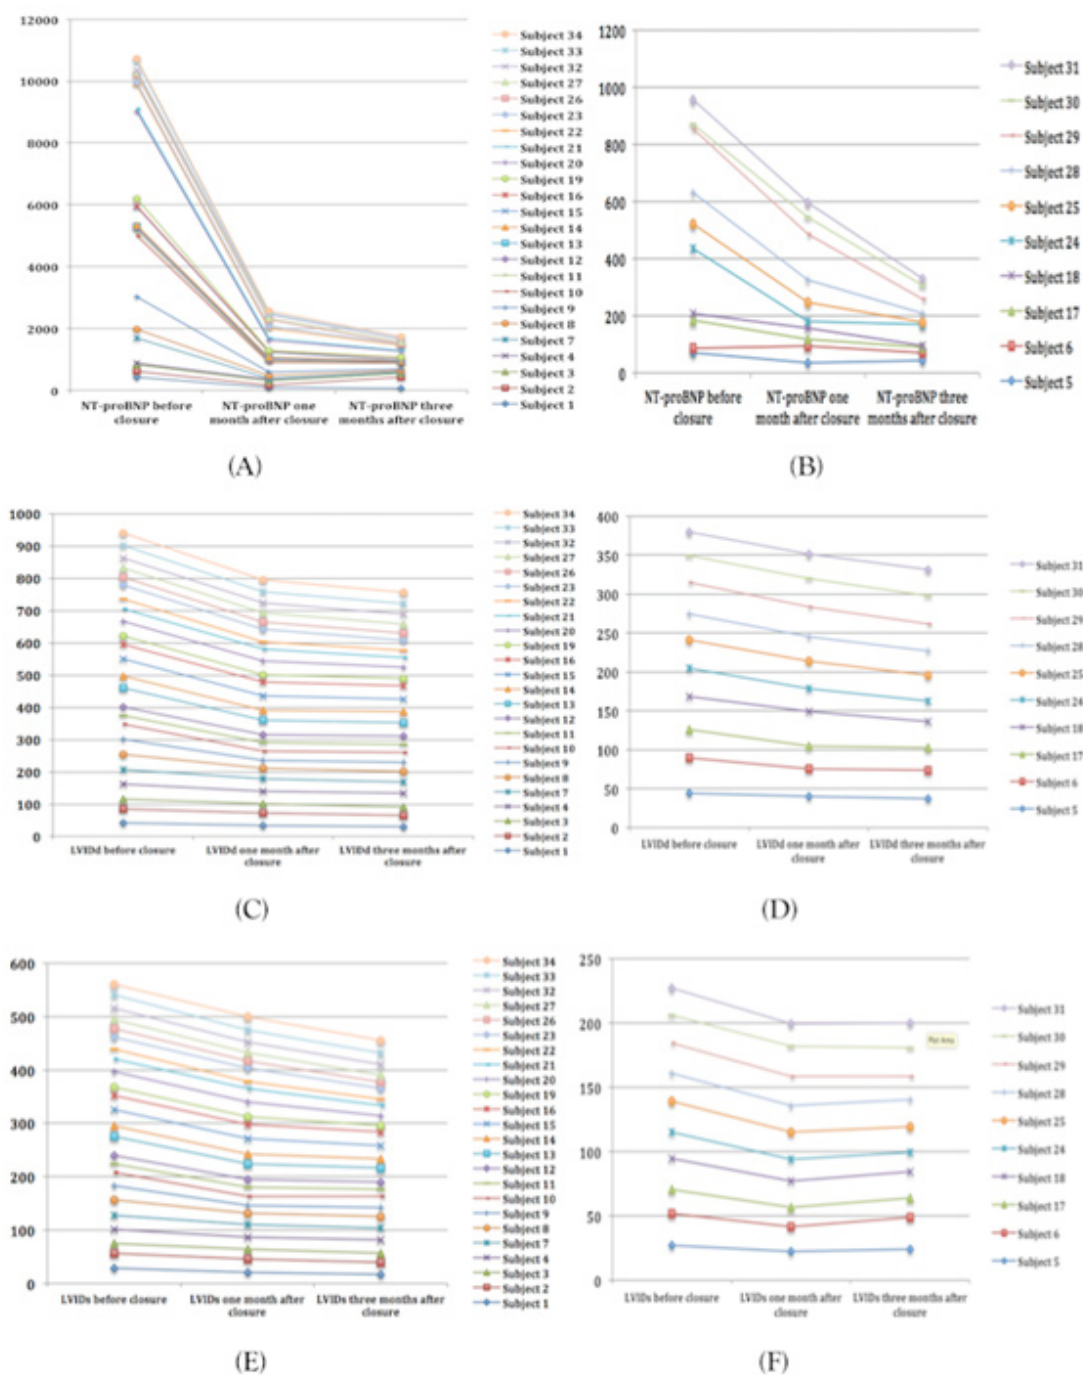 12000
10000
8000
6000
4000
2000
0
NT-proBNP before closure
NT-proBNP one month after closure
NT-proBNP three months after closure
Subject 34
Subject 33
Subject 32
Subject 27
Subject 26
Subject 23
Subject 22
Subject 21
Subject 20
Subject 19
Subject 16
Subject 15
Subject 14
Subject 13
Subject 12
Subject 11
Subject 10
Subject 9
Subject 8
Subject 7
Subject 4
Subject 3
Subject 2
Subject 1
(A)
1200
1000
800
600
400
200
0
NT-proBNP before closure
NT-proBNP one month after closure
NT-proBNP three months after closure
Subject 31
Subject 30
Subject 29
Subject 28
Subject 25
Subject 24
Subject 18
Subject 17
Subject 6
Subject 5
(B)
1000
900
800
700
600
500
400
300
200
100
0
LVIDd before closure
LVIDd one month after closure
LVIDd three months after closure
Subject 34
Subject 33
Subject 32
Subject 27
Subject 26
Subject 23
Subject 22
Subject 21
Subject 20
Subject 19
Subject 16
Subject 15
Subject 14
Subject 13
Subject 12
Subject 11
Subject 10
Subject 9
Subject 8
Subject 7
Subject 4
Subject 3
Subject 2
Subject 1
(C)
400
350
300
250
200
150
100
50
0
LVIDd before closure
LVIDd one month after closure
LVIDd three months after closure
Subject 31
Subject 30
Subject 29
Subject 28
Subject 25
Subject 24
Subject 18
Subject 17
Subject 6
Subject 5
(D)
600
500
400
300
200
100
0
LVIDs before closure
LVIDs one month after closure
LVIDs three months after closure
Subject 34
Subject 33
Subject 32
Subject 27
Subject 26
Subject 23
Subject 22
Subject 21
Subject 20
Subject 19
Subject 16
Subject 15
Subject 14
Subject 13
Subject 12
Subject 11
Subject 10
Subject 9
Subject 8
Subject 7
Subject 4
Subject 3
Subject 2
Subject 1
(E)
250
200
150
100
50
0
Plot Area
LVIDs before closure
LVIDs one month after closure
LVIDs three months after closure
Subject 31
Subject 30
Subject 29
Subject 28
Subject 25
Subject 24
Subject 18
Subject 17
Subject 6
Subject 5
(F)